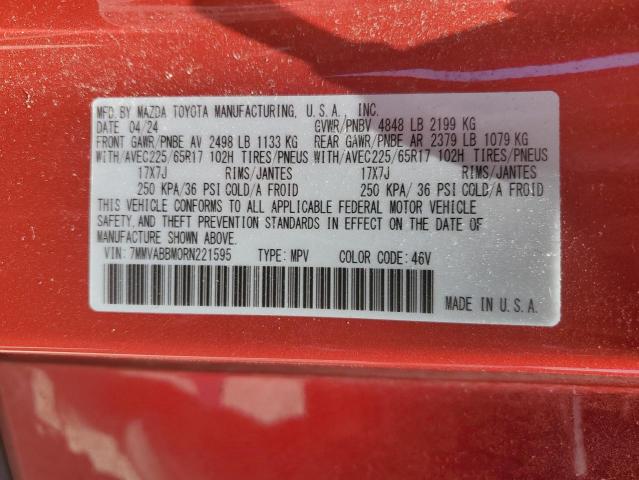 MFD. BY MAZDA TOYOTA MANUFACTURING, U.S.A., INC.
DATE 04/24 GVWR/PNBV 4848 LB 2199 KG
FRONT GAWR/PNBE AV 2498 LB 1133 KG REAR GAWR/PNBE AR 2379 LB 1079 KG
WITH/AVEC225/65R17 102H TIRES/PNEUS WITH/AVEC225/65R17 102H TIRES/PNEUS
17X7J RIMS/JANTES 17X7J RIMS/JANTES
250 KPA/ 36 PSI COLD/A FROID 250 KPA/ 36 PSI COLD/A FROID
THIS VEHICLE CONFORMS TO ALL APPLICABLE FEDERAL MOTOR VEHICLE
SAFETY, AND THEFT PREVENTION STANDARDS IN EFFECT ON THE DATE OF
MANUFACTURE SHOWN ABOVE.
VIN: 7MMVABBM0RN221595 TYPE: MPV COLOR CODE: 46V
MADE IN U.S.A.